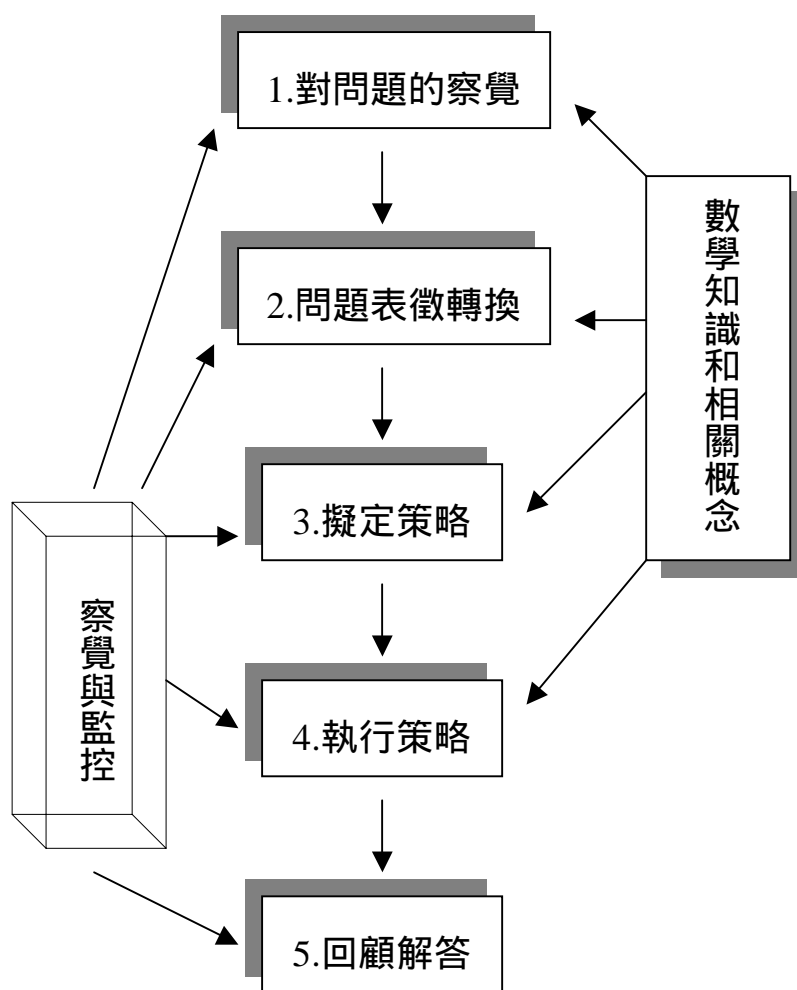 1.對問題的察覺
2.問題表徵轉換
3.擬定策略
4.執行策略
5.回顧解答
察覺與監控
數學知識和相關概念